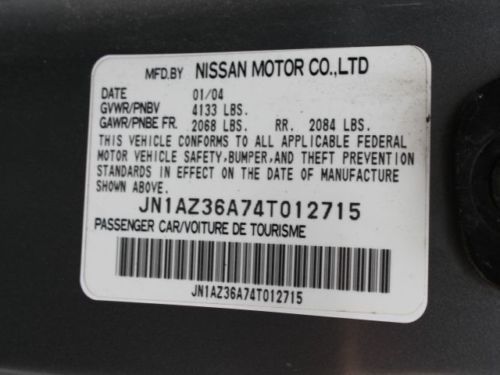 MFD.BY NISSAN MOTOR CO.,LTD
DATE 01/04
GVWR/PNBV 4133 LBS.
GAWR/PNBE FR. 2068 LBS. RR. 2084 LBS.
THIS VEHICLE CONFORMS TO ALL APPLICABLE FEDERAL
MOTOR VEHICLE SAFETY, BUMPER, AND THEFT PREVENTION
STANDARDS IN EFFECT ON THE DATE OF MANUFACTURE
SHOWN ABOVE.
JN1AZ36A74T012715
PASSENGER CAR/VOITURE DE TOURISME
JN1AZ36A74T012715